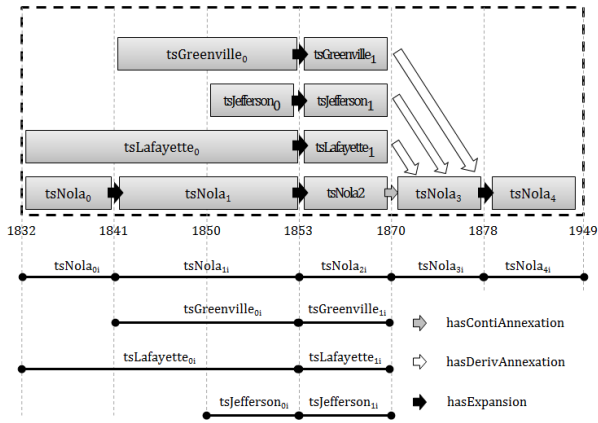 tsGreenville0 tsGreenville1
tsJefferson0 tsJefferson1
tsLafayette0 tsLafayette1
tsNola0 tsNola1 tsNola2 tsNola3 tsNola4
1832 1841 1850 1853 1870 1878 1949
tsNola0i tsNola1i tsNola2i tsNola3i tsNola4i
tsGreenville0i tsGreenville1i
hasContiAnnexation
tsLafayette0i tsLafayette1i
hasDerivAnnexation
tsJefferson0i tsJefferson1i
hasExpansion